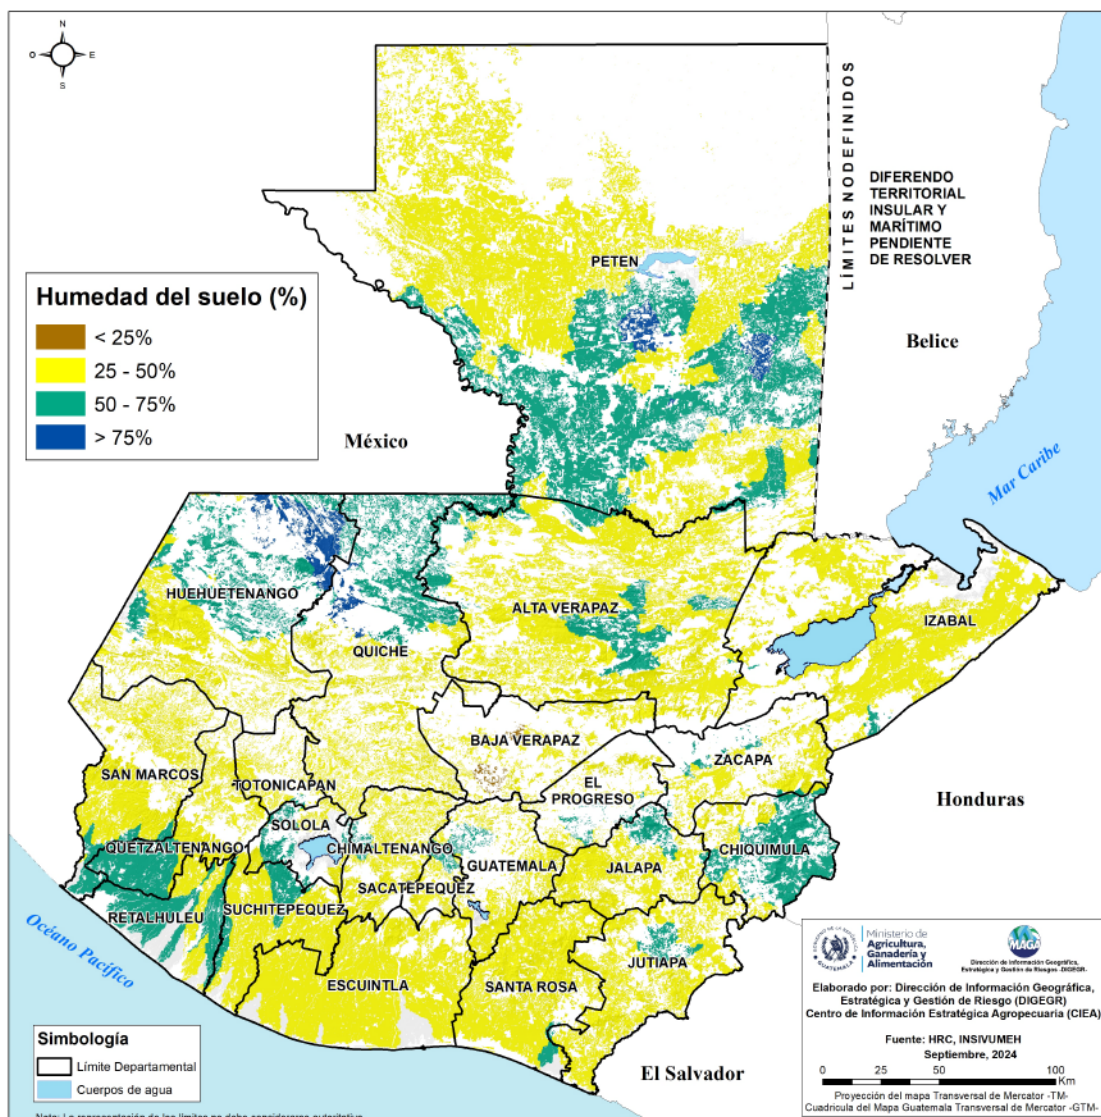 N
O
E
S
LÍMITES NODEFINIDOS
DIFERENDO
TERRITORIAL
INSULAR Y
MARÍTIMO
PENDIENTE
DE RESOLVER
PETEN
Humedad del suelo (%)
< 25%
25 - 50%
50 - 75%
> 75%
Belice
México
Mar Caribe
HUEHUETENANGO
ALTA VERAPAZ
IZABAL
QUICHE
BAJA VERAPAZ
ZACAPA
SAN MARCOS
TOTONICAPAN
EL
PROGRESO
Honduras
SOLOLA
QUETZALTENANGO
CHIMALTENANGO
GUATEMALA
JALAPA
CHIQUIMULA
SACATEPEQUEZ
RETALHULEU
SUCHITEPEQUEZ
Océano Pacífico
JUTIAPA
ESCUINTLA
SANTA ROSA
Ministerio de
Agricultura,
Ganadería y
Alimentación
GUATEMALA
MAGA
Dirección de Información Geográfica,
Estratégica y Gestión de Riesgos -DIGEGR-
Elaborado por: Dirección de Información Geográfica,
Estratégica y Gestión de Riesgo (DIGEGR)
Centro de Información Estratégica Agropecuaria (CIEA)
Fuente: HRC, INSIVUMEH
Septiembre, 2024
0 50 100
Km
Proyección del mapa Transversal de Mercator -TM-
Cuadricula del Mapa Guatemala Transversal de Mercator -GTM-
Simbología
Límite Departamental
Cuerpos de agua
El Salvador